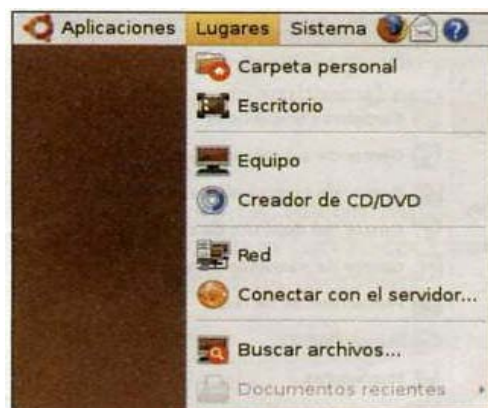 Aplicaciones Lugares Sistema
Carpeta personal
Escritorio
Equipo
Creador de CD/DVD
Red
Conectar con el servidor...
Buscar archivos...
Documentos recientes